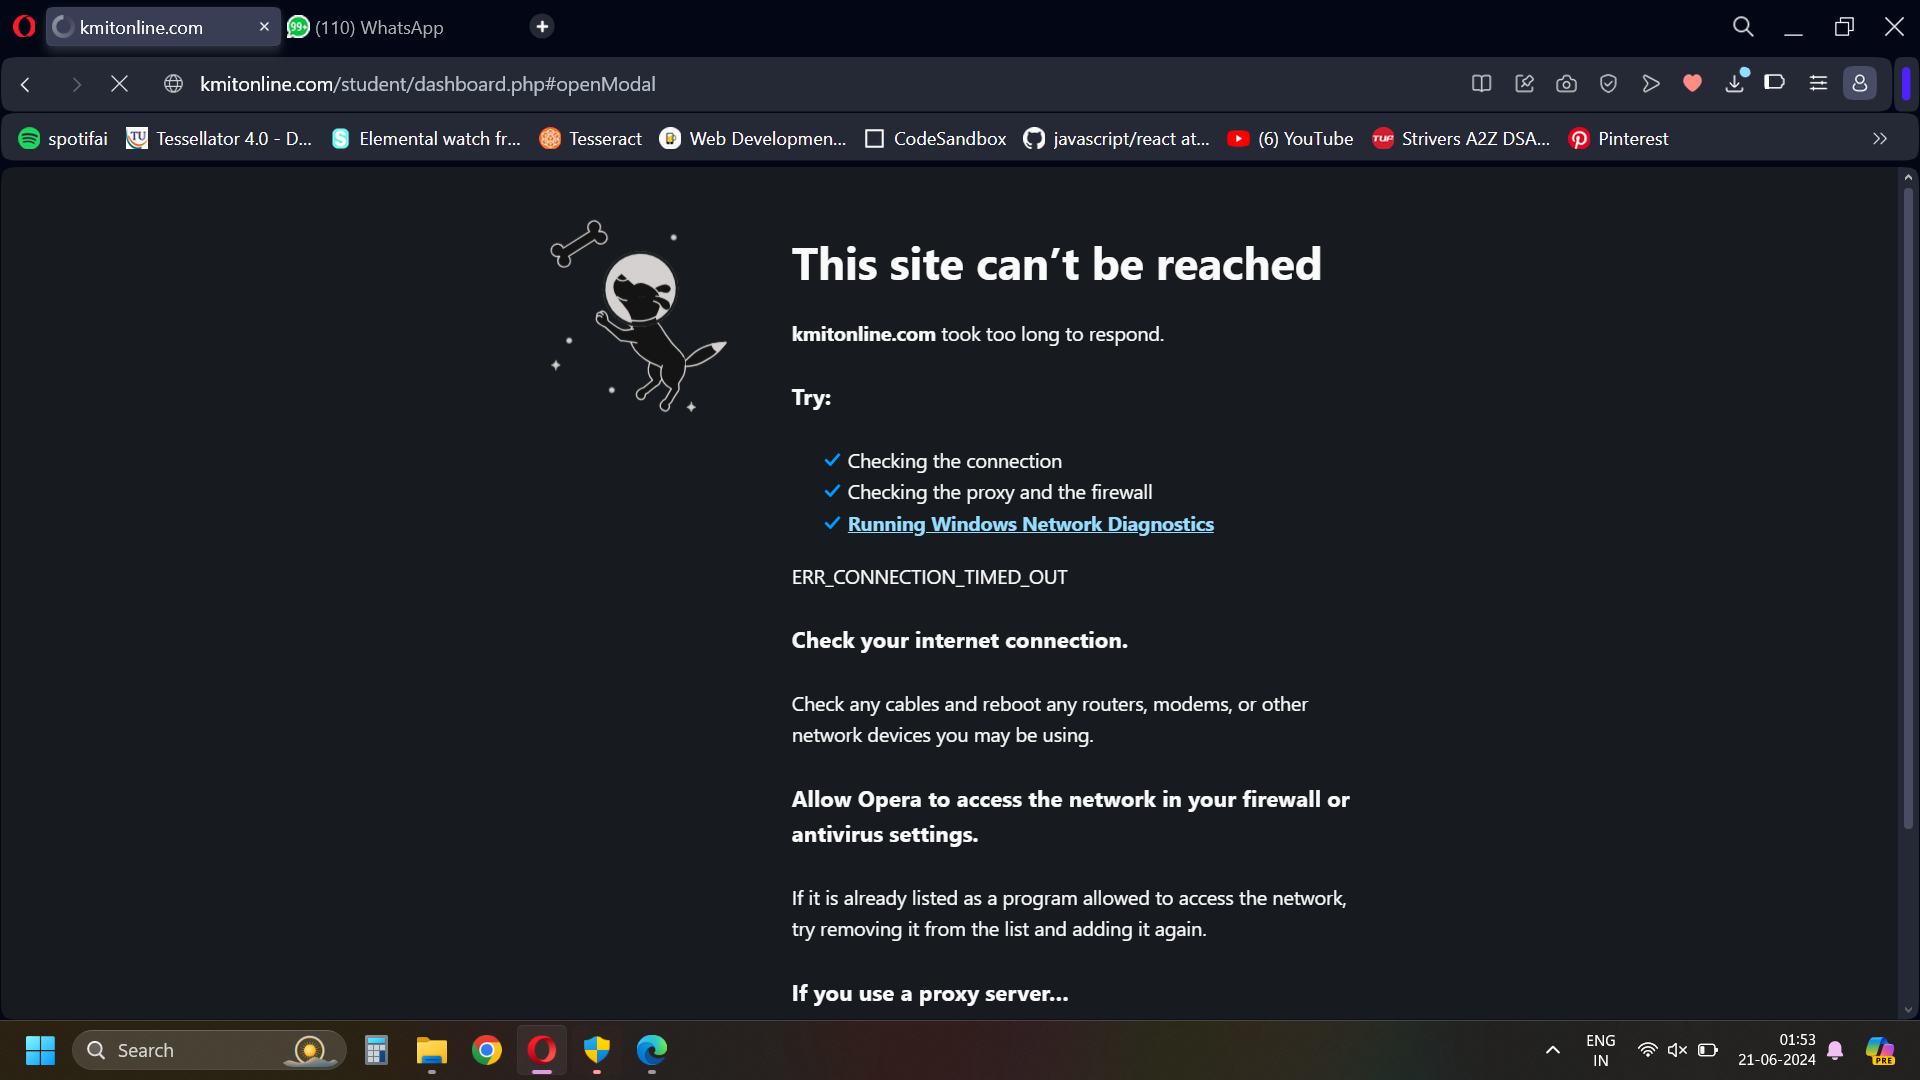 kmitonline.com
99+ (110) WhatsApp
kmitonline.com/student/dashboard.php#openModal
spotifai
TU Tessellator 4.0 - D...
Elemental watch fr...
Tesseract
Web Developmen...
CodeSandbox
javascript/react at...
(6) YouTube
TUF Strivers A2Z DSA...
Pinterest
This site can’t be reached
kmitonline.com took too long to respond.
Try:
Checking the connection
Checking the proxy and the firewall
Running Windows Network Diagnostics
ERR_CONNECTION_TIMED_OUT
Check your internet connection.
Check any cables and reboot any routers, modems, or other
network devices you may be using.
Allow Opera to access the network in your firewall or
antivirus settings.
If it is already listed as a program allowed to access the network,
try removing it from the list and adding it again.
If you use a proxy server...
Search
ENG
IN
01:53
21-06-2024
PRE